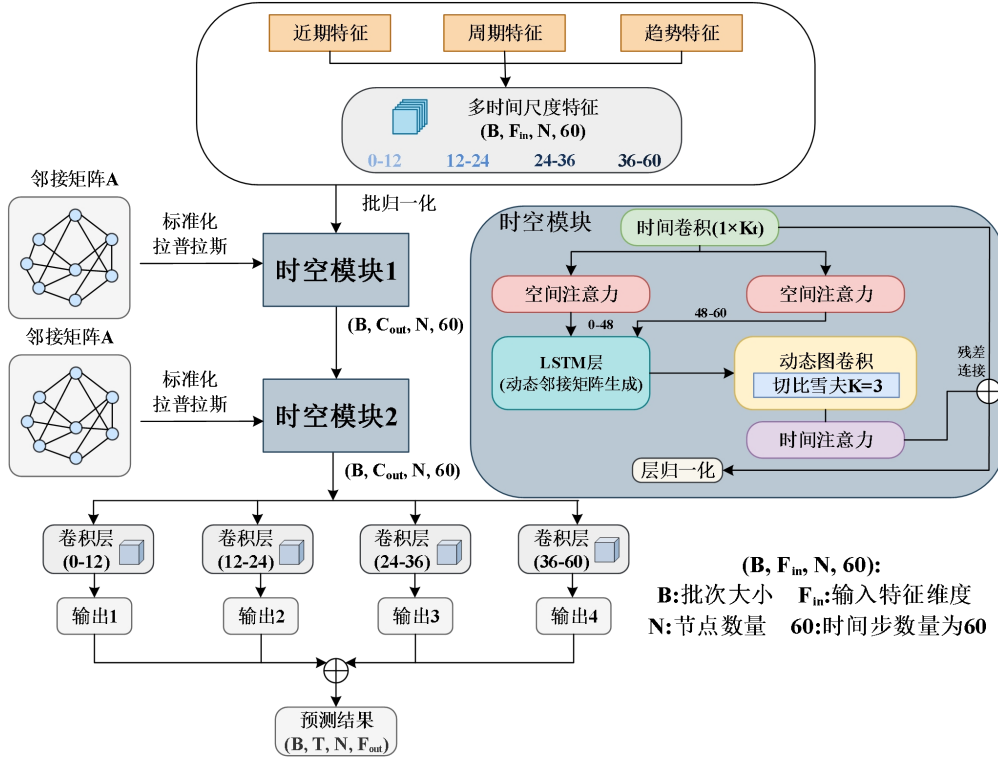 近期特征
周期特征
趋势特征
多时间尺度特征
(B, Fin, N, 60)
0-12
12-24
24-36
36-60
批归一化
邻接矩阵A
标准化
拉普拉斯
时空模块1
(B, Cout, N, 60)
邻接矩阵A
标准化
拉普拉斯
时空模块2
(B, Cout, N, 60)
时空模块
时间卷积(1×Kt)
空间注意力
空间注意力
0-48
48-60
LSTM层
(动态邻接矩阵生成)
动态图卷积
切比雪夫K=3
残差
连接
时间注意力
层归一化
卷积层
(0-12)
卷积层
(12-24)
卷积层
(24-36)
卷积层
(36-60)
输出1
输出2
输出3
输出4
预测结果
(B, T, N, Fout)
(B, Fin, N, 60):
B:批次大小 Fin:输入特征维度
N:节点数量 60:时间步数量为60